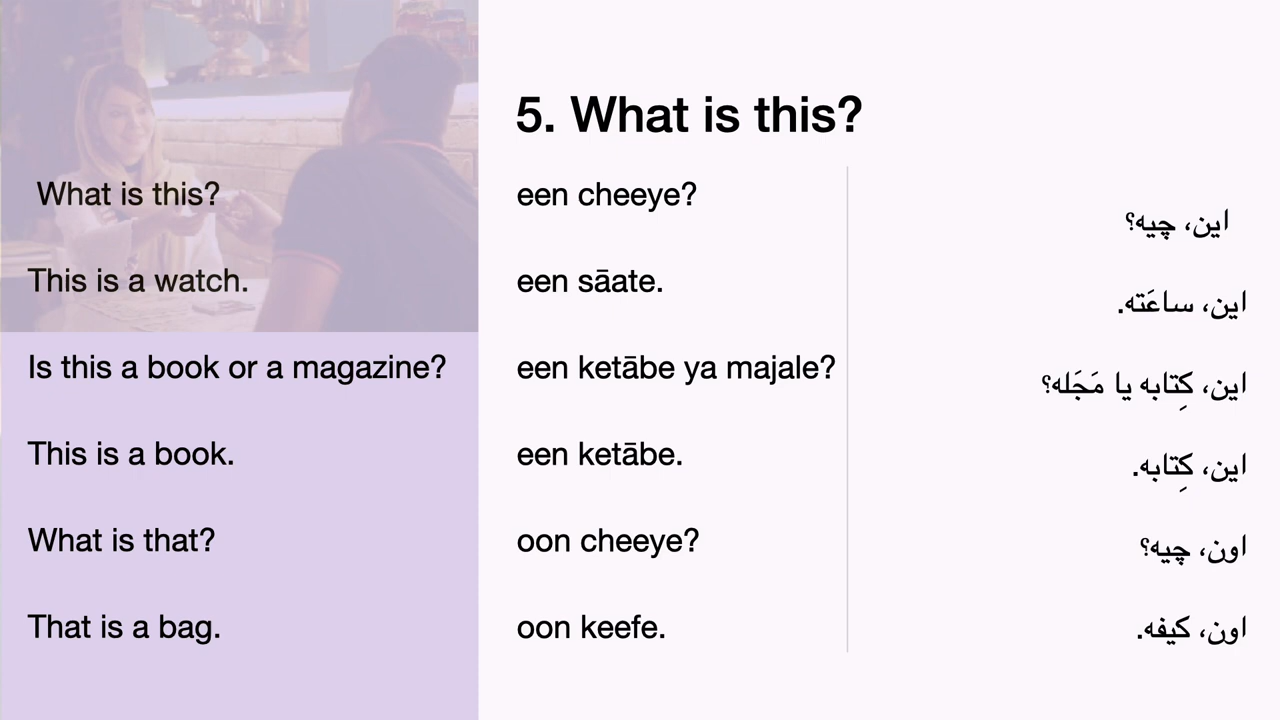 5. What is this?
What is this?
een cheeye?
این، چیه؟
This is a watch.
een sāate.
این، ساعَته.
Is this a book or a magazine?
een ketābe ya majale?
این، کِتابه یا مَجَله؟
This is a book.
een ketābe.
این، کِتابه.
What is that?
oon cheeye?
اون، چیه؟
That is a bag.
oon keefe.
اون، کیفه.